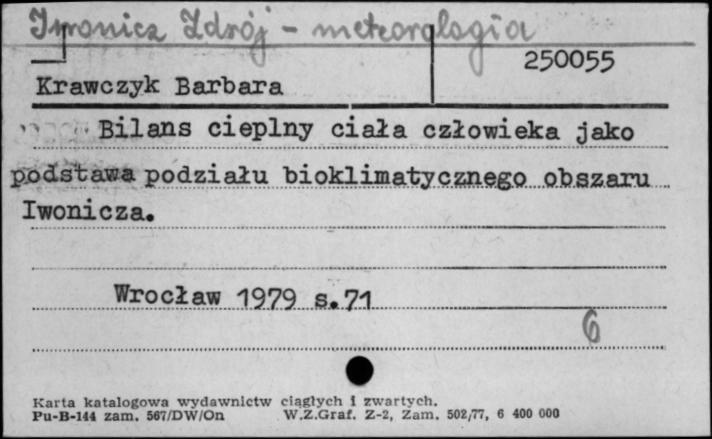 Iwonicz Zdrój - meteorologia
250055
Krawczyk Barbara
Bilans cieplny ciała człowieka jako
podstawa podziału bioklimatycznego obszaru
Iwonicza.
Wrocław 1979 s.71
6
Karta katalogowa wydawnictw ciągłych i zwartych.
Pu-B-144 zam. 567/DW/On W.Z.Graf. Z-2, Zam. 502/77, 6 400 000